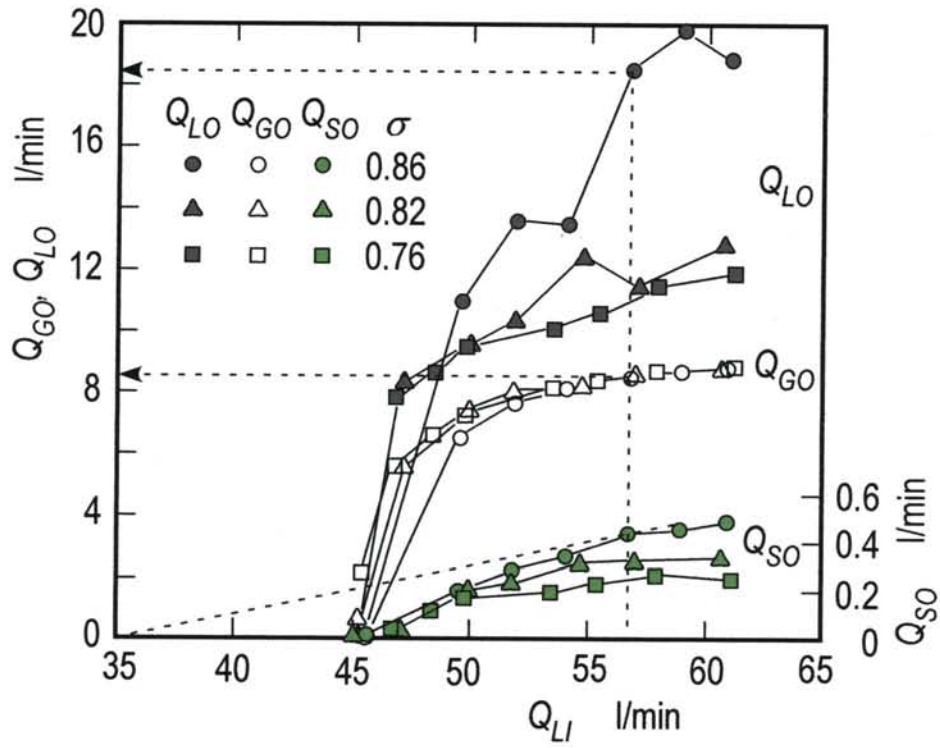 20
16
12
8
4
0
Q_GO, Q_LO l/min
Q_LO Q_GO Q_SO σ
0.86
0.82
0.76
Q_LO
Q_GO
Q_SO
0.6
0.4
0.2
0
Q_SO l/min
35 40 45 50 55 60 65
Q_LI l/min